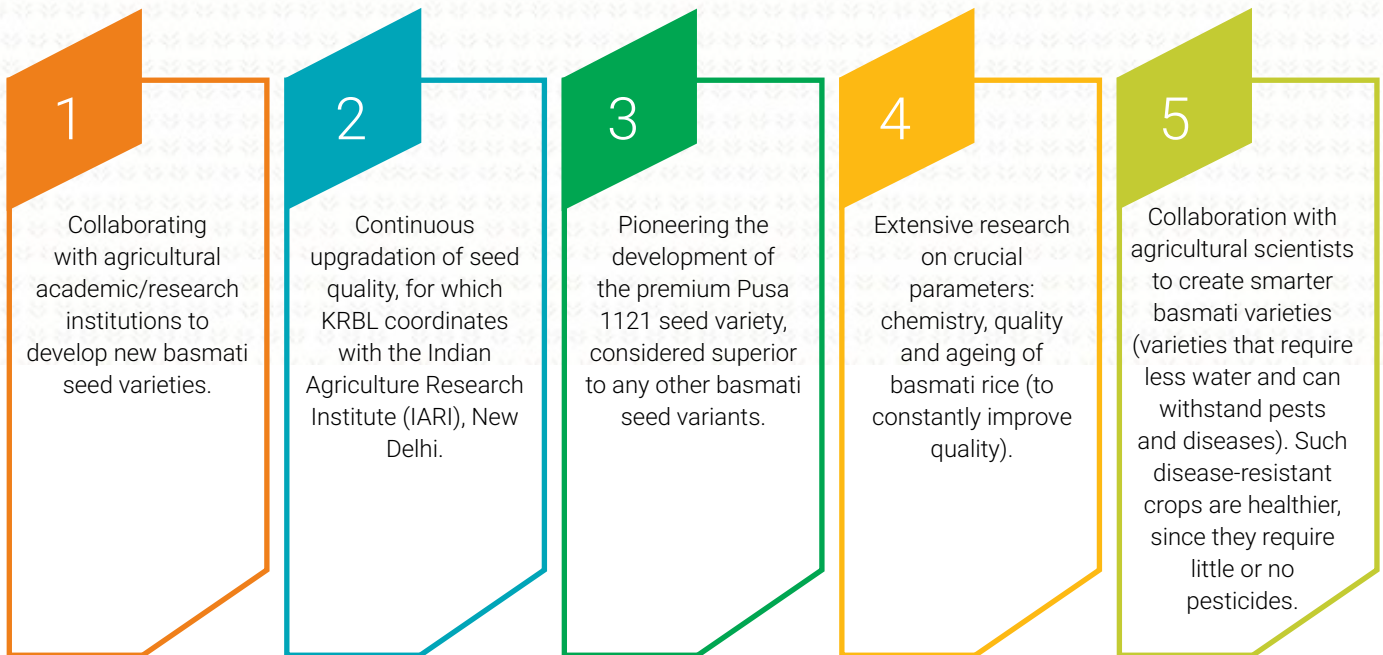 1
Collaborating
with agricultural
academic/research
institutions to
develop new basmati
seed varieties.
2
Continuous
upgradation of seed
quality, for which
KRBL coordinates
with the Indian
Agriculture Research
Institute (IARI), New
Delhi.
3
Pioneering the
development of
the premium Pusa
1121 seed variety,
considered superior
to any other basmati
seed variants.
4
Extensive research
on crucial
parameters:
chemistry, quality
and ageing of
basmati rice (to
constantly improve
quality).
5
Collaboration with
agricultural scientists
to create smarter
basmati varieties
(varieties that require
less water and can
withstand pests
and diseases). Such
disease-resistant
crops are healthier,
since they require
little or no
pesticides.